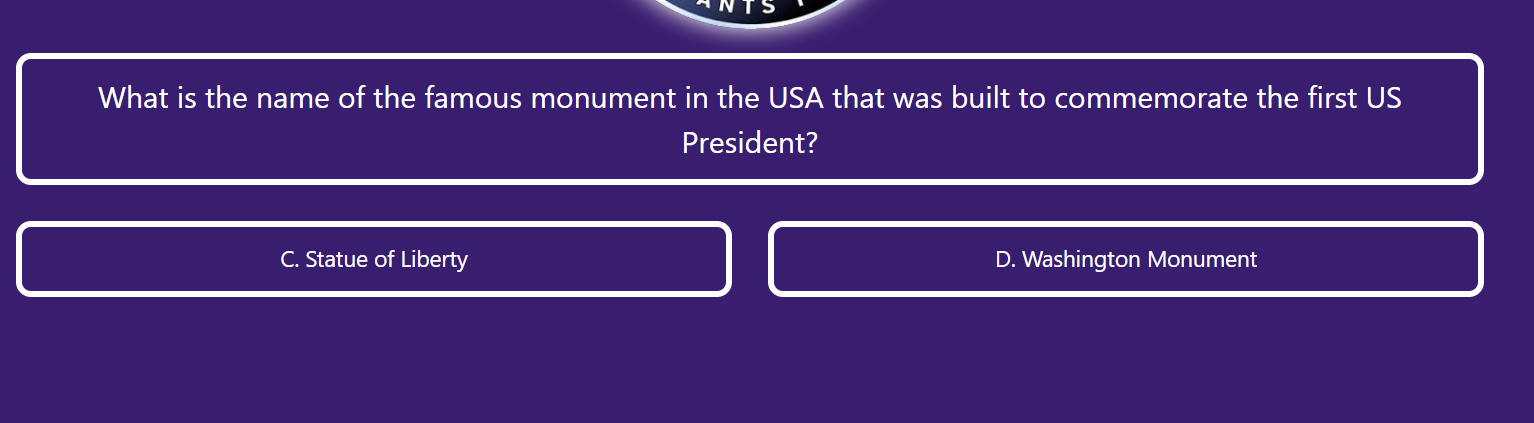 ANTS
What is the name of the famous monument in the USA that was built to commemorate the first US
President?
C. Statue of Liberty
D. Washington Monument